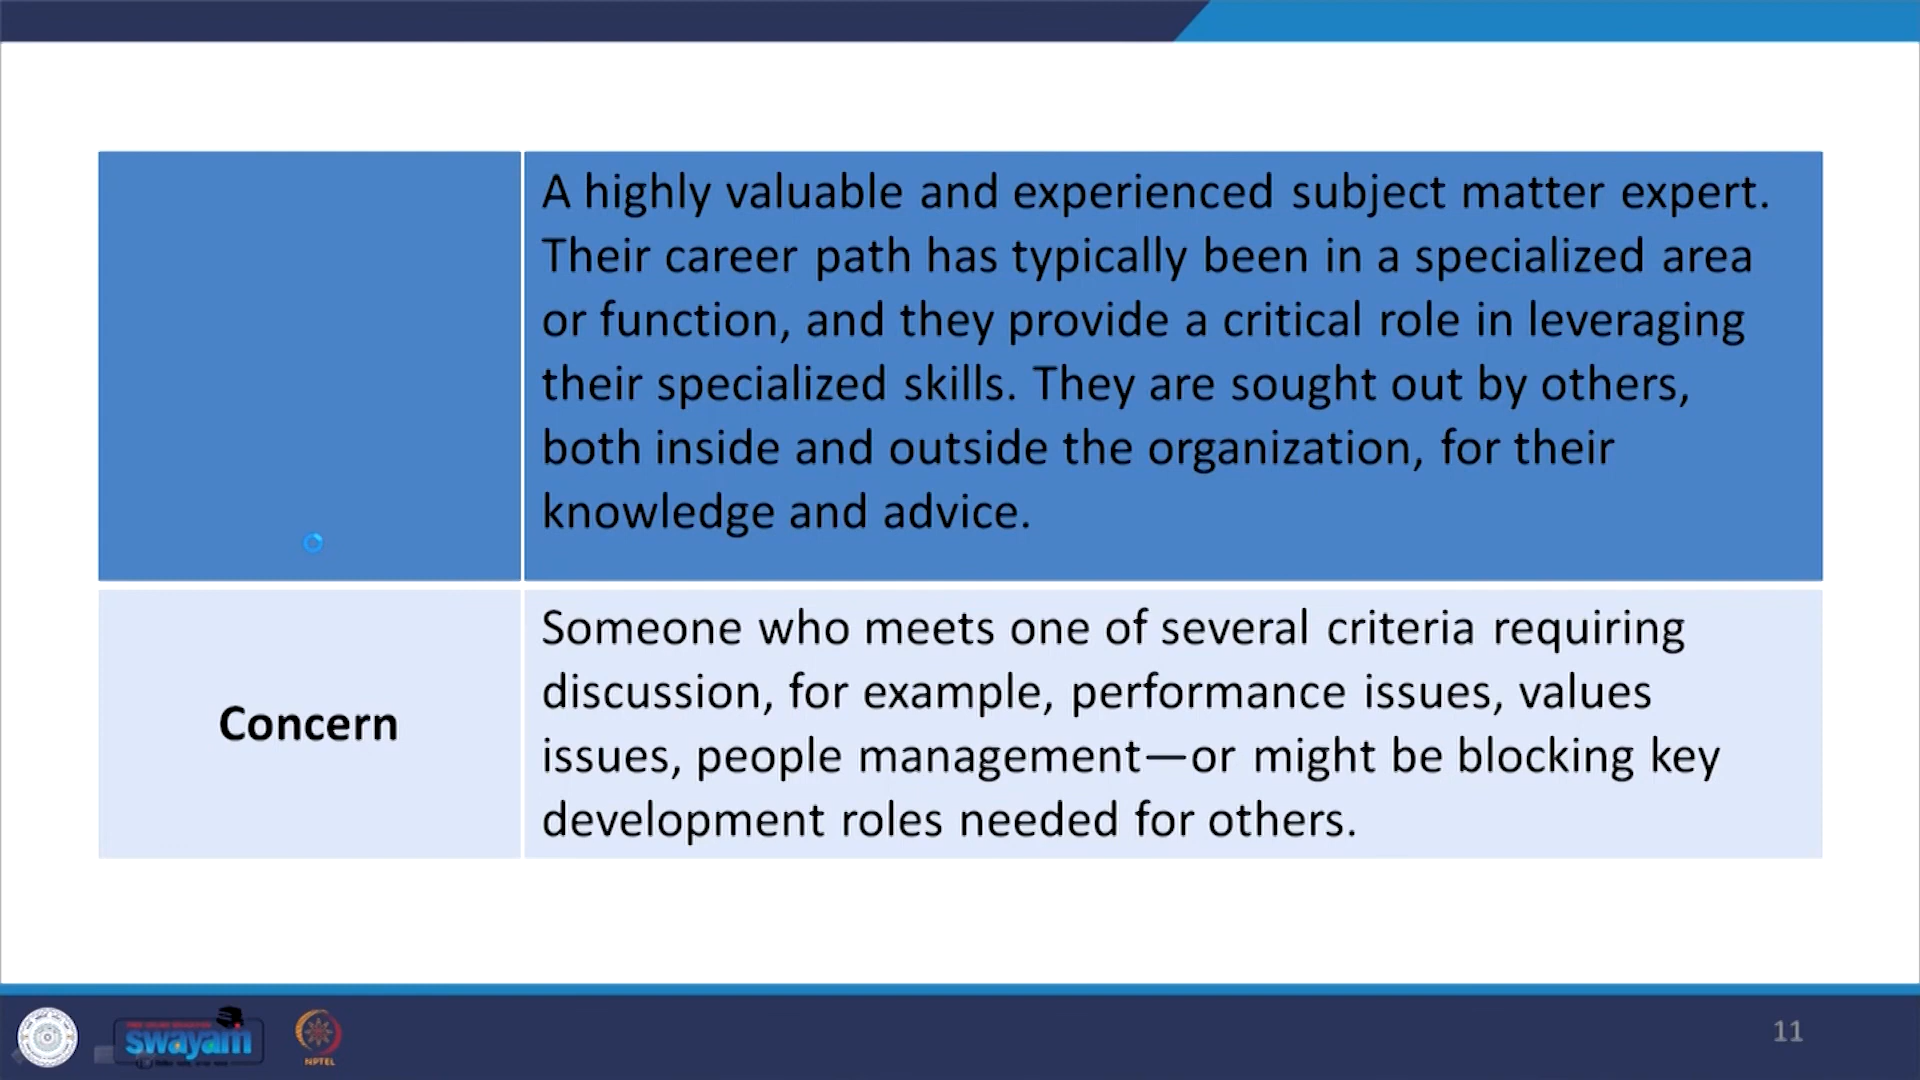 A highly valuable and experienced subject matter expert.
Their career path has typically been in a specialized area
or function, and they provide a critical role in leveraging
their specialized skills. They are sought out by others,
both inside and outside the organization, for their
knowledge and advice.
Concern
Someone who meets one of several criteria requiring
discussion, for example, performance issues, values
issues, people management—or might be blocking key
development roles needed for others.
swayam
NPTEL
11